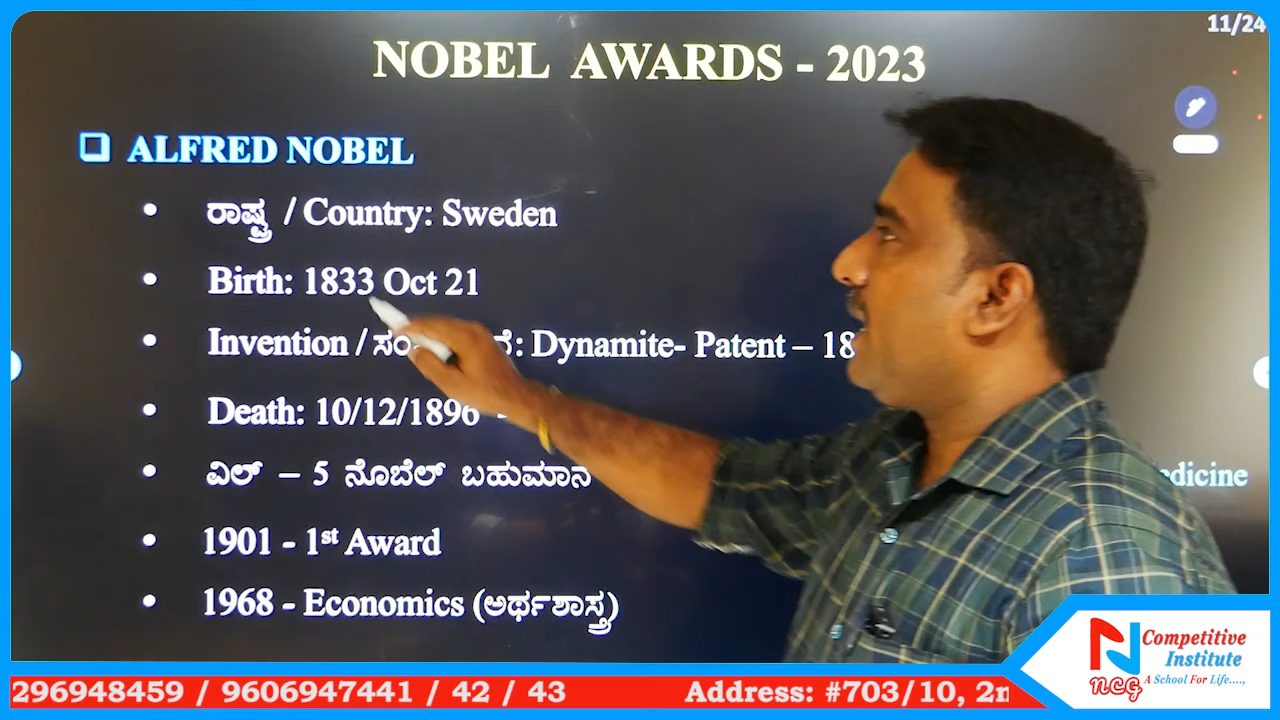 11/24
NOBEL AWARDS - 2023
ALFRED NOBEL
ರಾಷ್ಟ್ರ / Country: Sweden
Birth: 1833 Oct 21
Invention / : Dynamite- Patent – 18
Death: 10/12/1896 -
ವಿಲ್ – 5 ನೊಬೆಲ್ ಬಹುಮಾನ
1901 - 1st Award
1968 - Economics (ಅರ್ಥಶಾಸ್ತ್ರ)
N Competitive
Institute
ncg A School For Life....,
296948459 / 9606947441 / 42 / 43 Address: #703/10, 2n